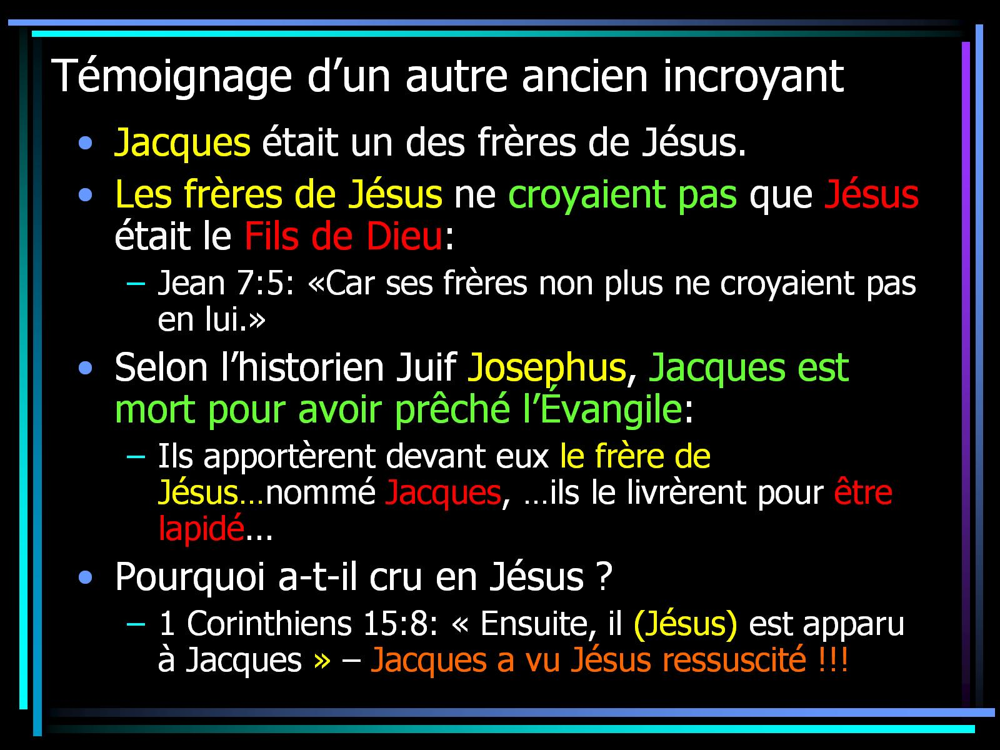 Témoignage d’un autre ancien incroyant
• Jacques était un des frères de Jésus.
• Les frères de Jésus ne croyaient pas que Jésus
était le Fils de Dieu:
– Jean 7:5: «Car ses frères non plus ne croyaient pas
en lui.»
• Selon l’historien Juif Josephus, Jacques est
mort pour avoir prêché l’Évangile:
– Ils apportèrent devant eux le frère de
Jésus…nommé Jacques, …ils le livrèrent pour être
lapidé...
• Pourquoi a-t-il cru en Jésus ?
– 1 Corinthiens 15:8: « Ensuite, il (Jésus) est apparu
à Jacques » – Jacques a vu Jésus ressuscité !!!